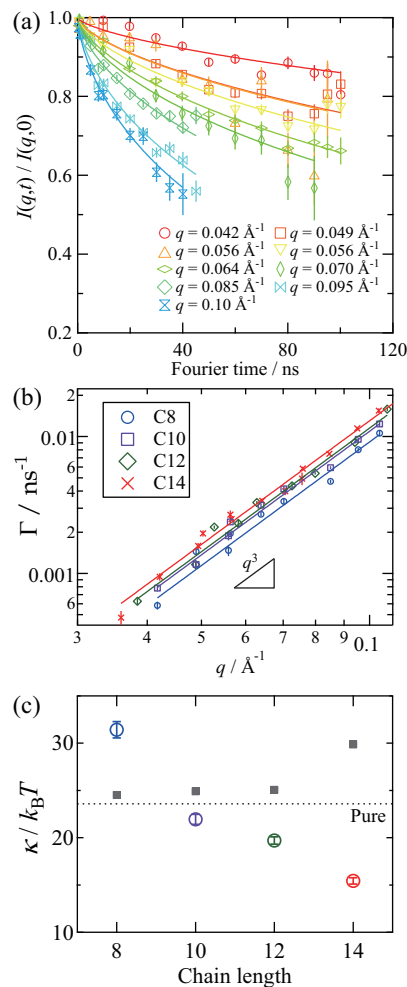 (a)
1.0
0.8
0.6
0.4
0.2
I(q,t) / I(q,0)
q = 0.042 Å-1 q = 0.049 Å-1
q = 0.056 Å-1 q = 0.056 Å-1
q = 0.064 Å-1 q = 0.070 Å-1
q = 0.085 Å-1 q = 0.095 Å-1
q = 0.10 Å-1
0 40 80 120
Fourier time / ns
(b)
2
0.01
6
4
2
0.001
6
Γ / ns-1
C8
C10
C12
C14
q3
3 4 5 6 7 8 9 0.1
q / Å-1
(c)
30
20
10
κ / kBT
Pure
8 10 12 14
Chain length